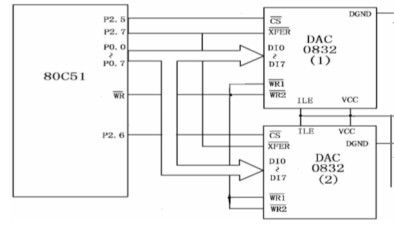 80C51
P2.5
P2.7
P0.0
~
P0.7
WR
P2.6
CS
XFER
DI0
~
DI7
WR1
WR2
DGND
DAC
0832
(1)
ILE VCC
ILE VCC
CS
XFER
DI0
~
DI7
WR1
WR2
DGND
DAC
0832
(2)